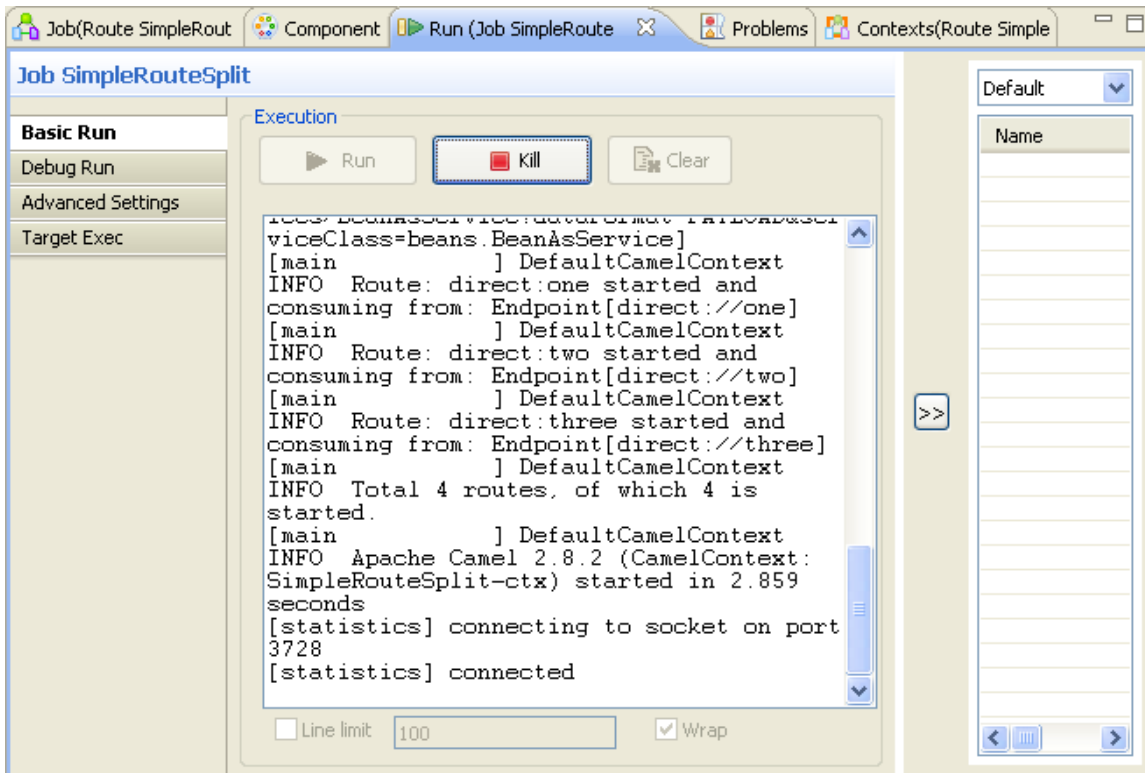 Job(Route SimpleRout
Component
Run (Job SimpleRoute
Problems
Contexts(Route Simple
Job SimpleRouteSplit
Default
Name
Basic Run
Debug Run
Advanced Settings
Target Exec
Execution
Run
Kill
Clear
viceClass=beans.BeanAsService]
[main               ] DefaultCamelContext
INFO  Route: direct:one started and
consuming from: Endpoint[direct://one]
[main               ] DefaultCamelContext
INFO  Route: direct:two started and
consuming from: Endpoint[direct://two]
[main               ] DefaultCamelContext
INFO  Route: direct:three started and
consuming from: Endpoint[direct://three]
[main               ] DefaultCamelContext
INFO  Total 4 routes, of which 4 is
started.
[main               ] DefaultCamelContext
INFO  Apache Camel 2.8.2 (CamelContext:
SimpleRouteSplit-ctx) started in 2.859
seconds
[statistics] connecting to socket on port
3728
[statistics] connected
>>
Line limit
100
Wrap